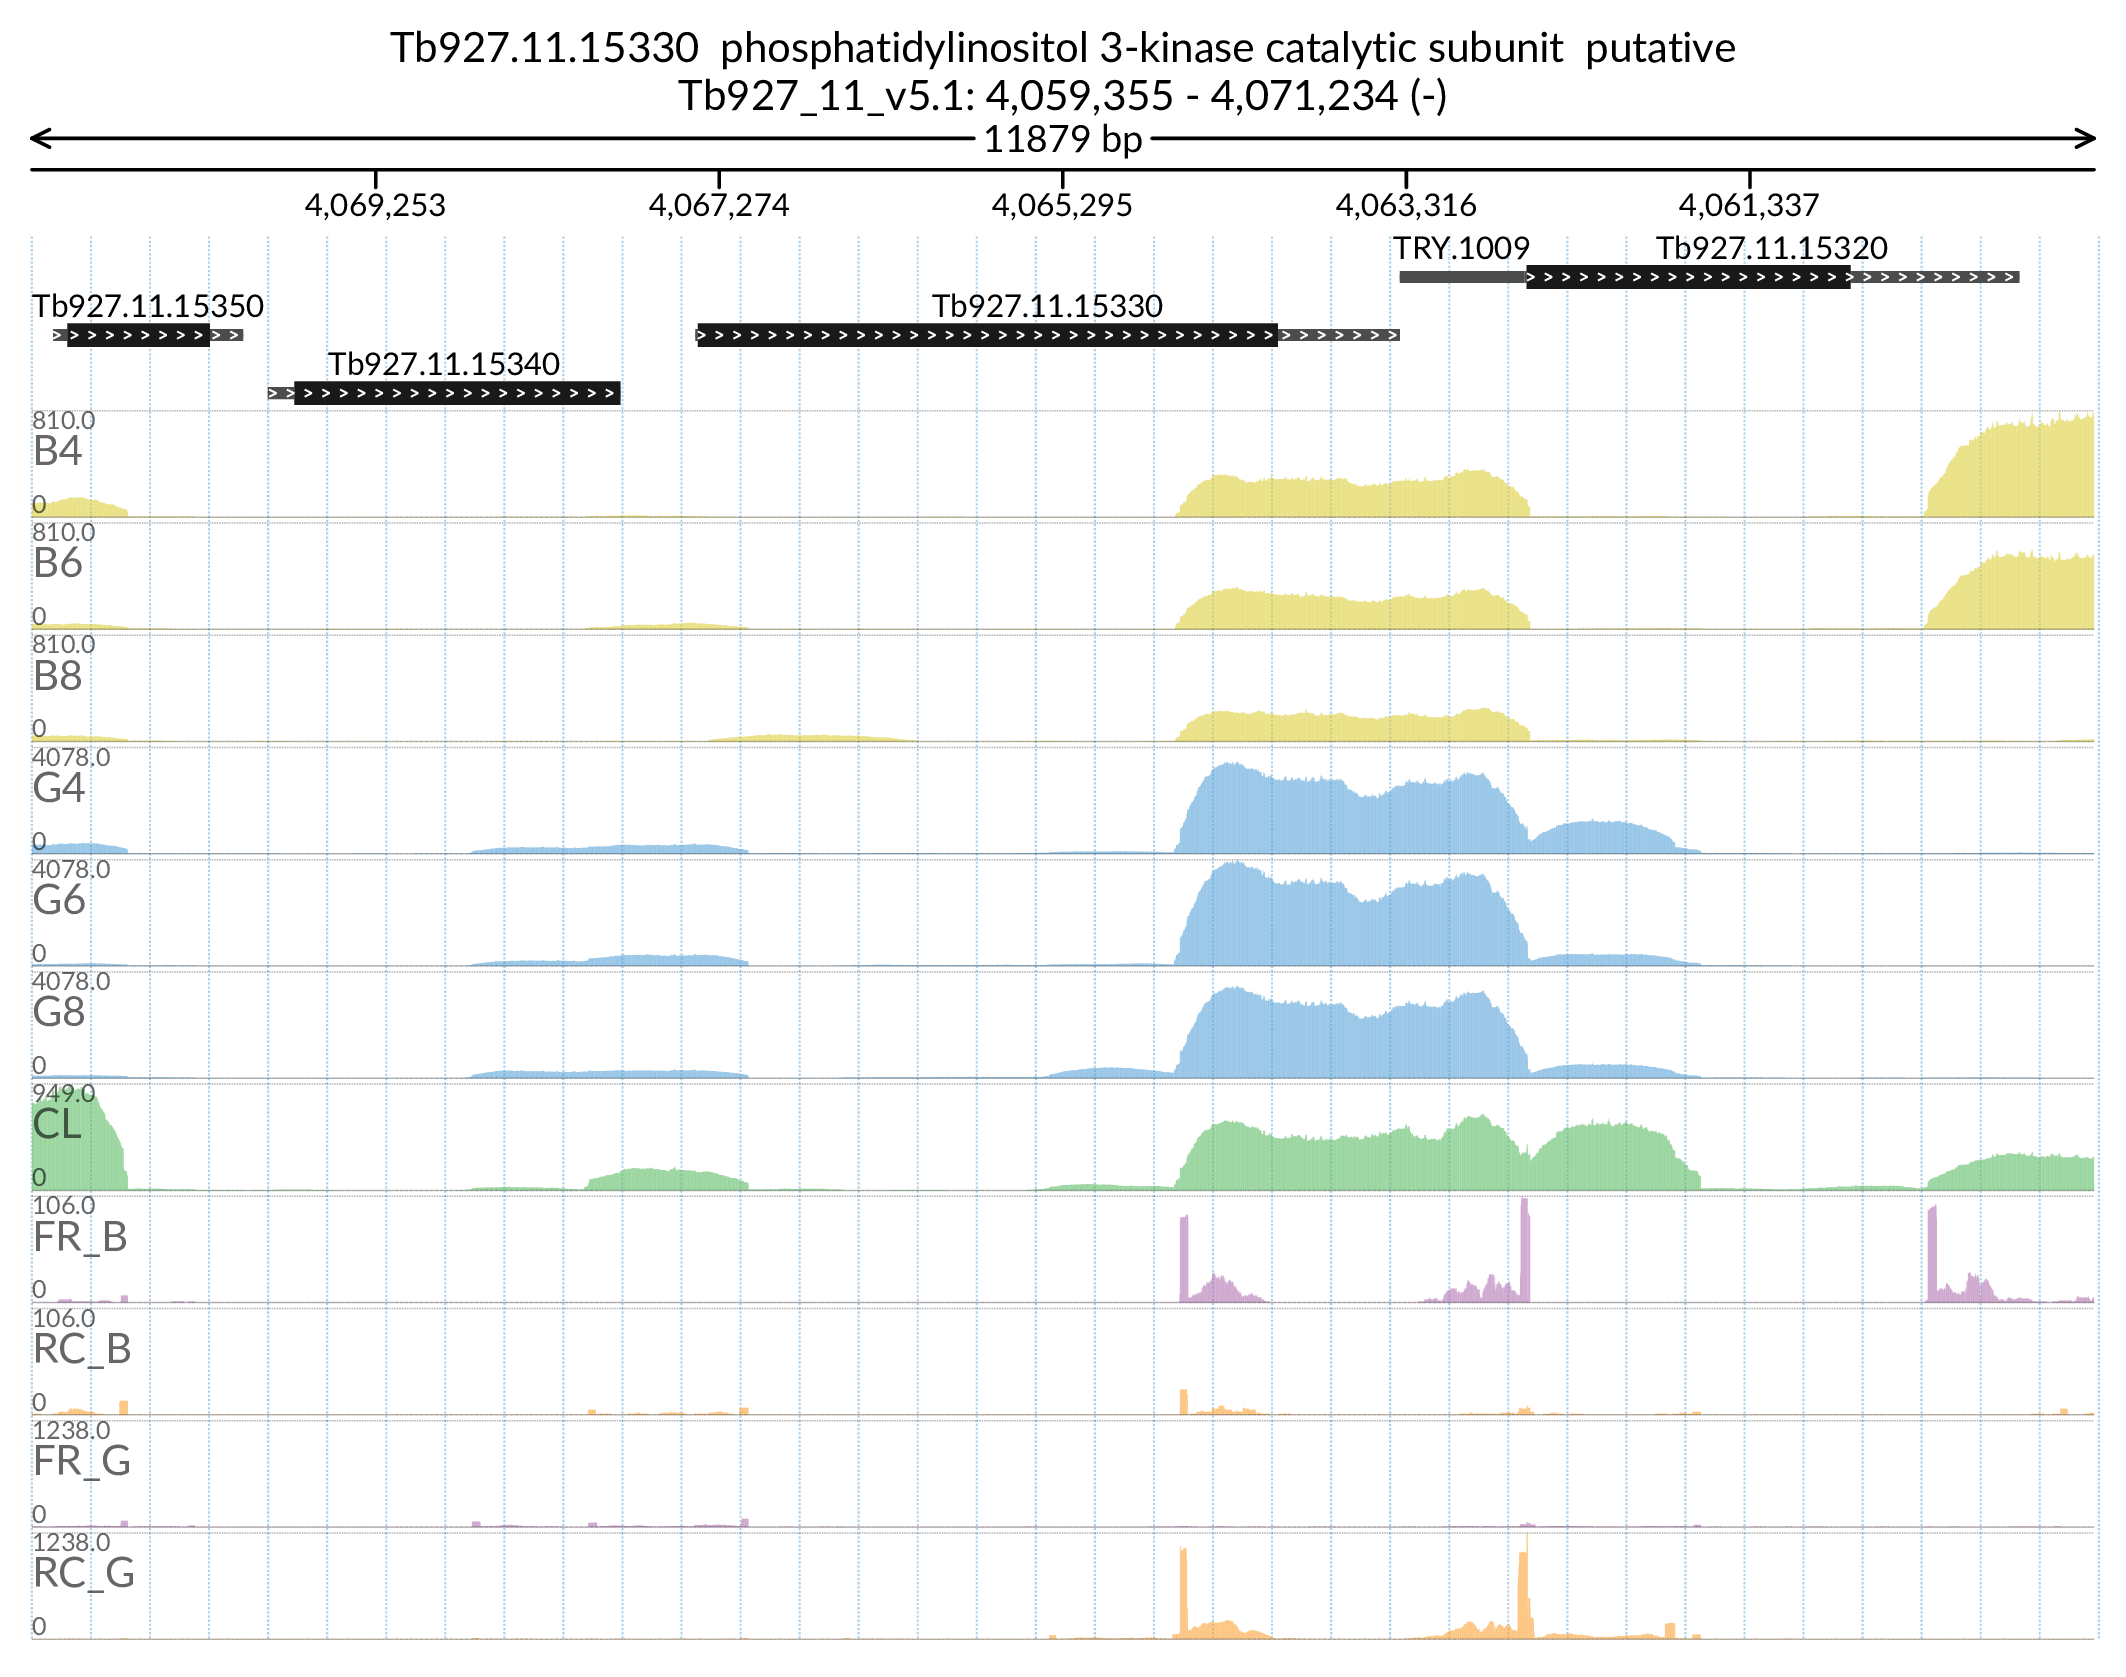 Tb927.11.15330  phosphatidylinositol 3-kinase catalytic subunit  putative
Tb927_11_v5.1: 4,059,355 - 4,071,234 (-)
11879 bp
4,069,253 4,067,274 4,065,295 4,063,316 4,061,337
TRY.1009 Tb927.11.15320
Tb927.11.15350 Tb927.11.15330
Tb927.11.15340
810.0
B4
0
810.0
B6
0
810.0
B8
0
4078.0
G4
0
4078.0
G6
0
4078.0
G8
0
949.0
CL
0
106.0
FR_B
0
106.0
RC_B
0
1238.0
FR_G
0
1238.0
RC_G
0